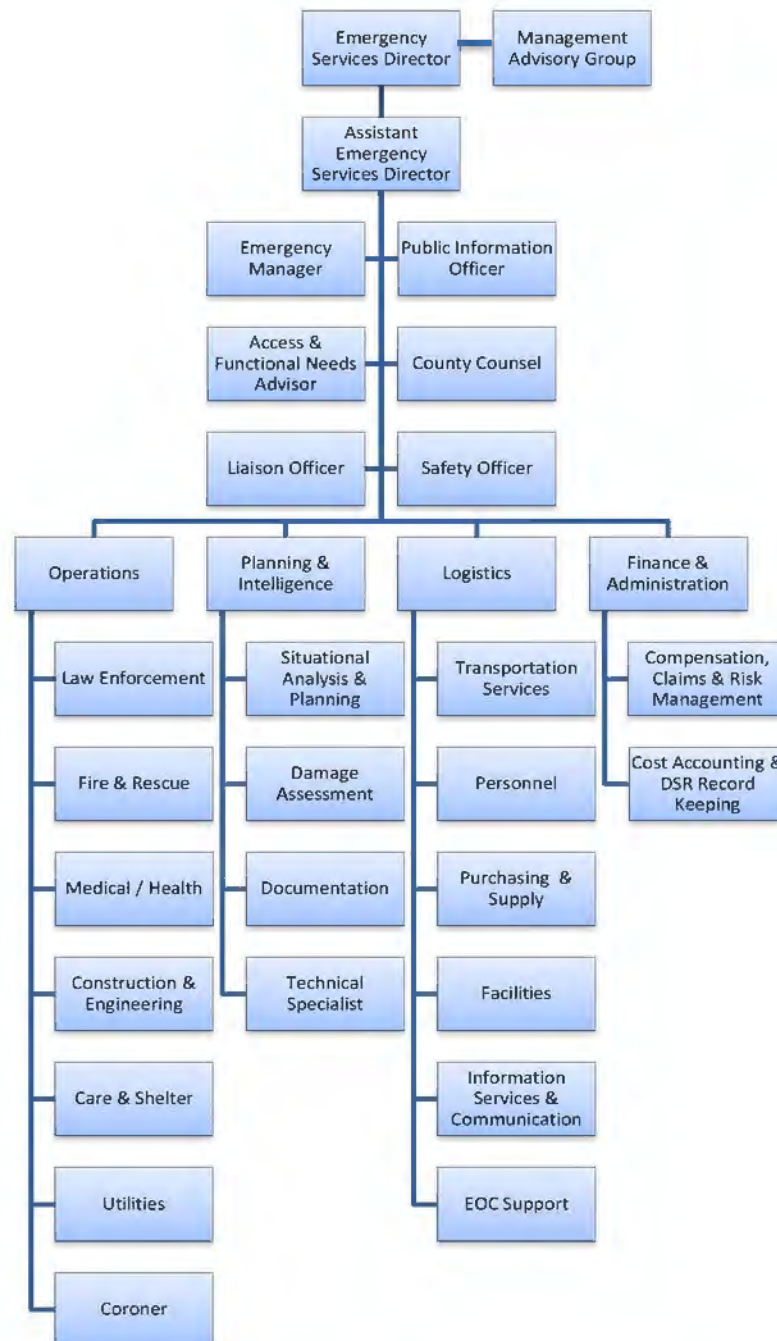 Emergency
Services Director
Management
Advisory Group
Assistant
Emergency
Services Director
Emergency
Manager
Public Information
Officer
Access &
Functional Needs
Advisor
County Counsel
Liaison Officer
Safety Officer
Operations
Planning &
Intelligence
Logistics
Finance &
Administration
Law Enforcement
Situational
Analysis &
Planning
Transportation
Services
Compensation,
Claims & Risk
Management
Fire & Rescue
Damage
Assessment
Personnel
Cost Accounting &
DSR Record
Keeping
Medical / Health
Documentation
Purchasing &
Supply
Construction &
Engineering
Technical
Specialist
Facilities
Care & Shelter
Information
Services &
Communication
Utilities
EOC Support
Coroner